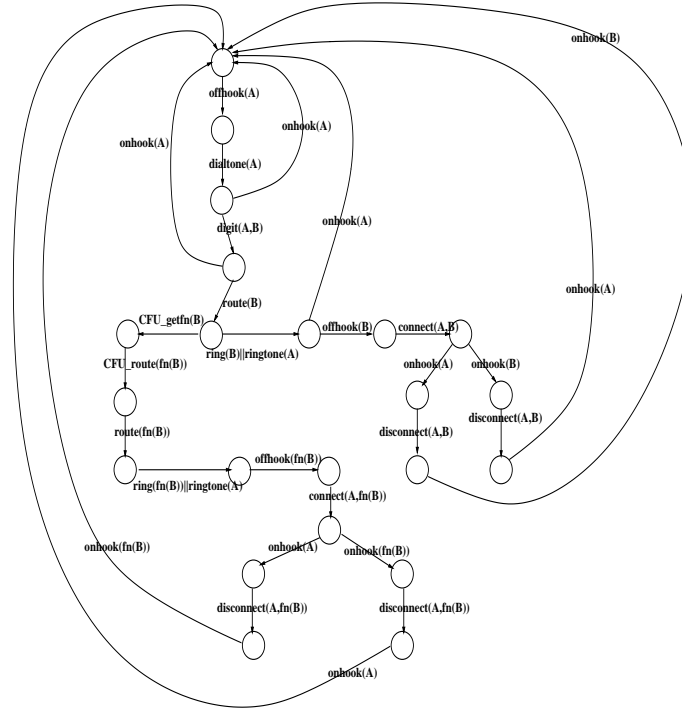 onhook(B)
offhook(A)
onhook(A)
onhook(A)
dialtone(A)
onhook(A)
digit(A,B)
onhook(A)
route(B)
CFU_getfn(B)
offhook(B)
connect(A,B)
ring(B)||ringtone(A)
CFU_route(fn(B))
onhook(A)
onhook(B)
disconnect(A,B)
disconnect(A,B)
route(fn(B))
offhook(fn(B))
ring(fn(B))||ringtone(A)
connect(A,fn(B))
onhook(fn(B))
onhook(A)
onhook(fn(B))
disconnect(A,fn(B))
disconnect(A,fn(B))
onhook(A)